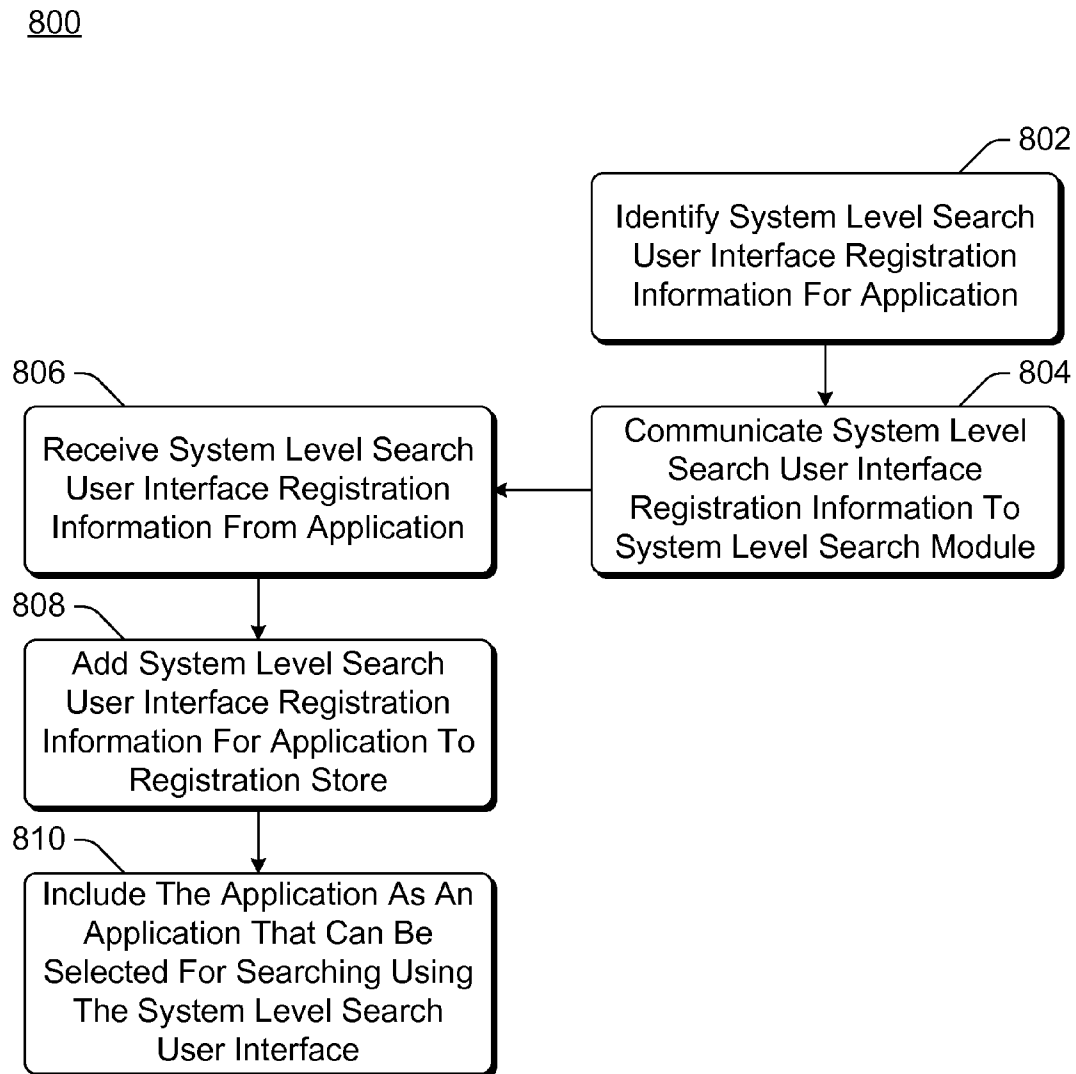 800
802
Identify System Level Search
User Interface Registration
Information For Application
804
Communicate System Level
Search User Interface
Registration Information To
System Level Search Module
806
Receive System Level Search
User Interface Registration
Information From Application
808
Add System Level Search
User Interface Registration
Information For Application To
Registration Store
810
Include The Application As An
Application That Can Be
Selected For Searching Using
The System Level Search
User Interface